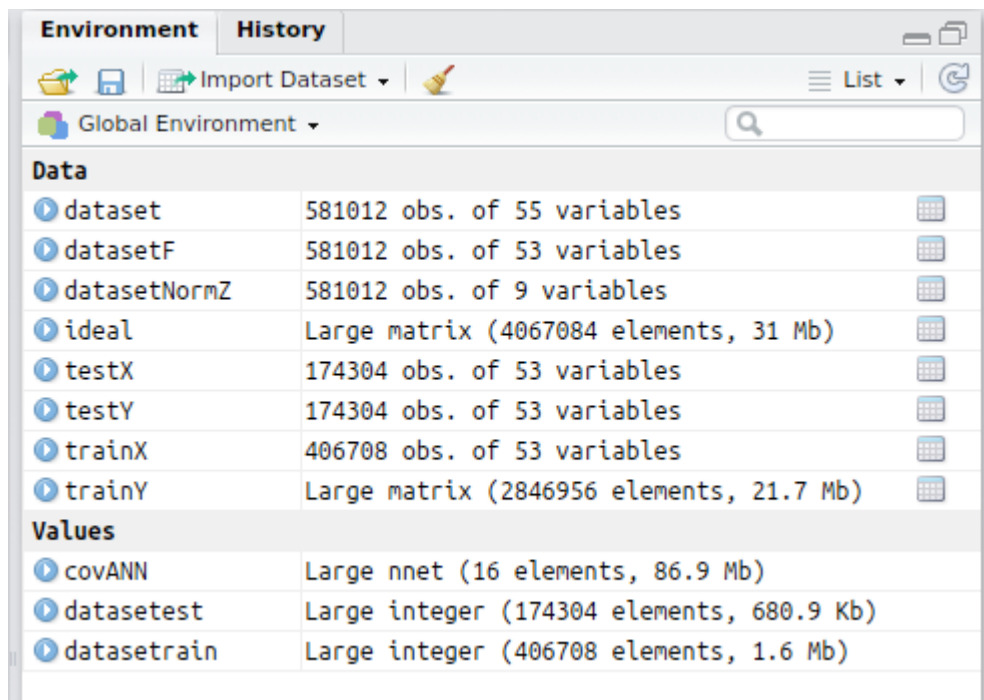 Environment History
Import Dataset List
Global Environment
Data
dataset 581012 obs. of 55 variables
datasetF 581012 obs. of 53 variables
datasetNormZ 581012 obs. of 9 variables
ideal Large matrix (4067084 elements, 31 Mb)
testX 174304 obs. of 53 variables
testY 174304 obs. of 53 variables
trainX 406708 obs. of 53 variables
trainY Large matrix (2846956 elements, 21.7 Mb)
Values
covANN Large nnet (16 elements, 86.9 Mb)
datasetest Large integer (174304 elements, 680.9 Kb)
datasetrain Large integer (406708 elements, 1.6 Mb)